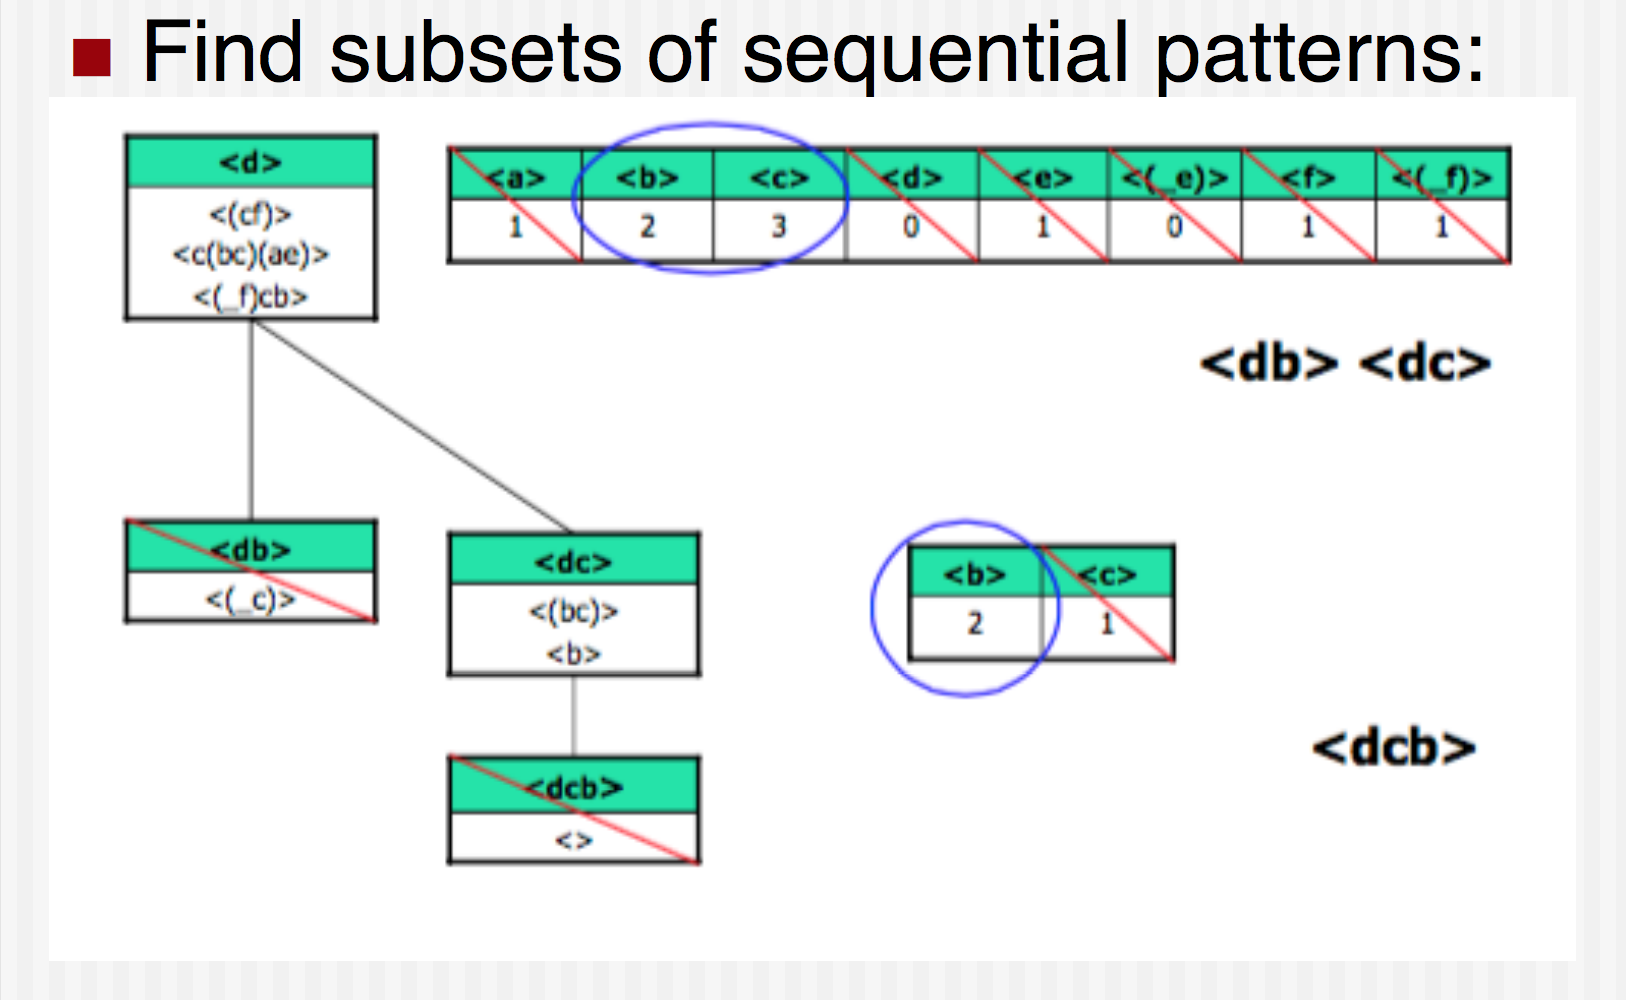 Find subsets of sequential patterns:
<d>
<(cf)>
<c(bc)(ae)>
<(_f)cb>
<a> <b> <c> <d> <e> <(_e)> <f> <(_f)>
1 2 3 0 1 0 1 1
<db> <dc>
<db>
<(_c)>
<dc>
<(bc)>
<b>
<b> <c>
2 1
<dcb>
<dcb>
<>